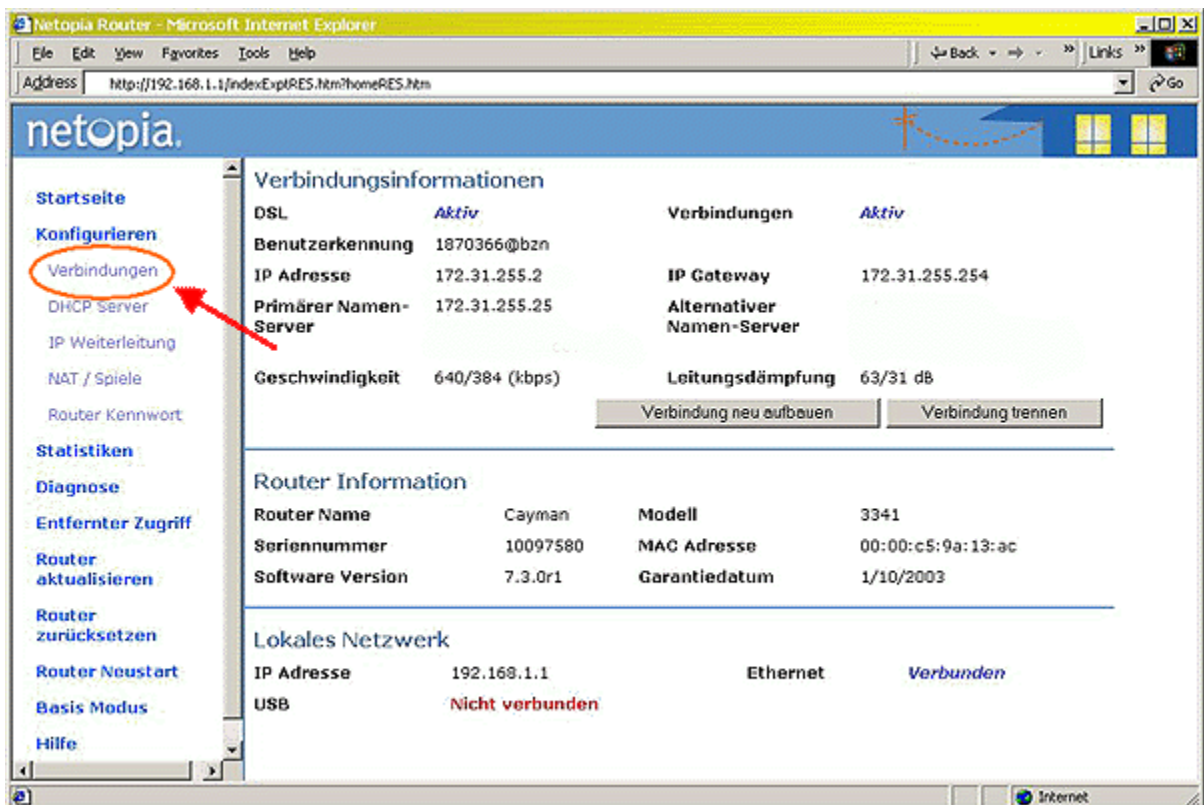 Netopia Router - Microsoft Internet Explorer
File Edit View Favorites Tools Help
Back
Links
Address http://192.168.1.1/indexExptRES.htm?homeRES.htm
Go
netopia.
Startseite
Konfigurieren
Verbindungen
DHCP Server
IP Weiterleitung
NAT / Spiele
Router Kennwort
Statistiken
Diagnose
Entfernter Zugriff
Router
aktualisieren
Router
zurücksetzen
Router Neustart
Basis Modus
Hilfe
Verbindungsinformationen
DSL Aktiv Verbindungen Aktiv
Benutzerkennung 1870366@bzn
IP Adresse 172.31.255.2 IP Gateway 172.31.255.254
Primärer Namen- 172.31.255.25 Alternativer
Server Namen-Server
Geschwindigkeit 640/384 (kbps) Leitungsdämpfung 63/31 dB
Verbindung neu aufbauen Verbindung trennen
Router Information
Router Name Cayman Modell 3341
Seriennummer 10097580 MAC Adresse 00:00:c5:9a:13:ac
Software Version 7.3.0r1 Garantiedatum 1/10/2003
Lokales Netzwerk
IP Adresse 192.168.1.1 Ethernet Verbunden
USB Nicht verbunden
Internet